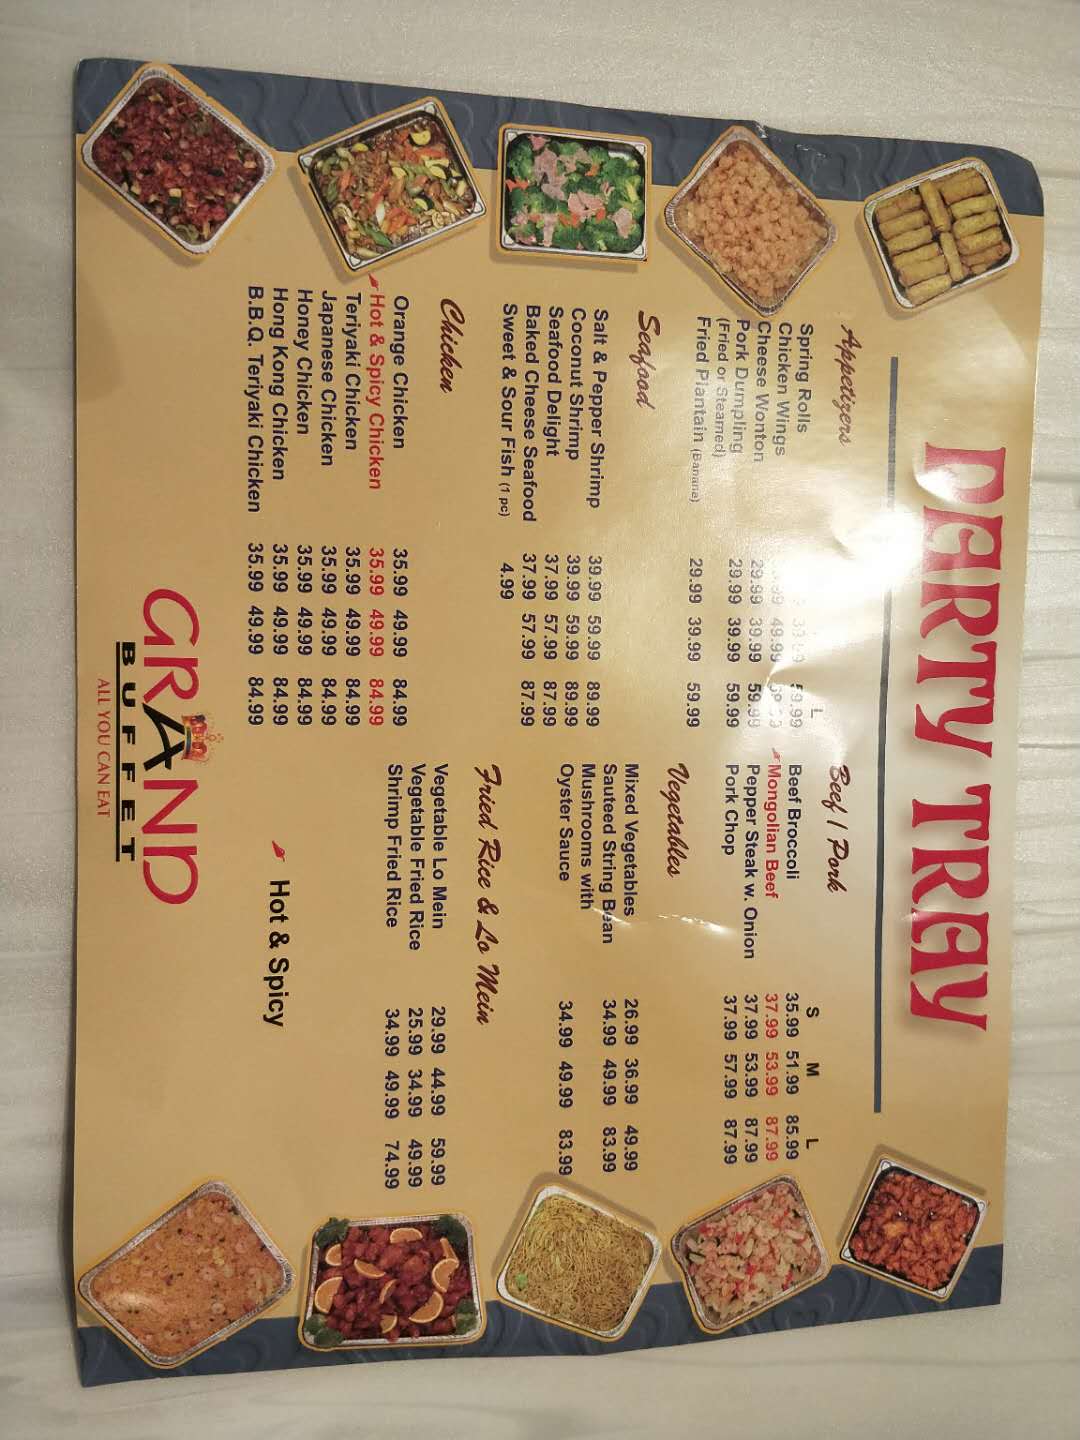 PARTY TRAY
Appetizers
L
Spring Rolls
Chicken Wings 49.99
Cheese Wonton 29.99 39.99 59.99
Pork Dumpling 29.99 39.99 59.99
(Fried or Steamed)
Fried Plantain (Banana) 29.99 39.99 59.99
Seafood
Salt & Pepper Shrimp 39.99 59.99 89.99
Coconut Shrimp 39.99 59.99 89.99
Seafood Delight 37.99 57.99 87.99
Baked Cheese Seafood 37.99 57.99 87.99
Sweet & Sour Fish (1 pc) 4.99
Chicken
Orange Chicken 35.99 49.99 84.99
Hot & Spicy Chicken 35.99 49.99 84.99
Teriyaki Chicken 35.99 49.99 84.99
Japanese Chicken 35.99 49.99 84.99
Honey Chicken 35.99 49.99 84.99
Hong Kong Chicken 35.99 49.99 84.99
B.B.Q. Teriyaki Chicken 35.99 49.99 84.99
Beef / Pork
S M L
Beef Broccoli 35.99 51.99 85.99
Mongolian Beef 37.99 53.99 87.99
Pepper Steak w. Onion 37.99 53.99 87.99
Pork Chop 37.99 57.99 87.99
Vegetables
Mixed Vegetables 26.99 36.99 49.99
Sauteed String Bean 34.99 49.99 83.99
Mushrooms with
Oyster Sauce 34.99 49.99 83.99
Fried Rice & Lo Mein
Vegetable Lo Mein 29.99 44.99 59.99
Vegetable Fried Rice 25.99 34.99 49.99
Shrimp Fried Rice 34.99 49.99 74.99
Hot & Spicy
GRAND
BUFFET
ALL YOU CAN EAT